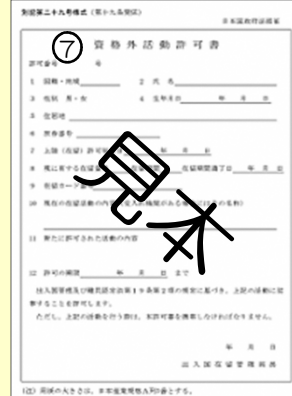 別記第二十九号様式（第十九条関係）
日本国政府法務省
⑦ 資格外活動許可書
許可番号 号
1 国籍・地域 2 氏名
3 性別 男・女 4 生年月日 年 月 日
5 住居地
6 旅券番号
7 上陸（在留）許可 年 月 日
8 現に有する在留 在留期間満了日 年 月 日
9 在留カード
10 現在の在留活動の内容
11 新たに許可された活動の内容
12 許可の期限 年 月 日 まで
出入国管理及び難民認定法第19条第2項の規定に基づき、上記の活動に従
事することを許可します。
ただし、上記の活動を行う際は、本許可書を携帯しなければなりません。
年 月 日
出入国在留管理局長
（注）用紙の大きさは、日本産業規格A列5番とする。
見本